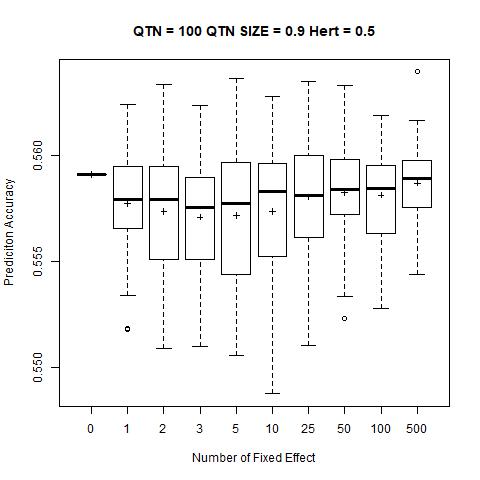 QTN = 100 QTN SIZE = 0.9 Hert = 0.5
Prediciton Accuracy
0.560
0.555
0.550
0 1 2 3 5 10 25 50 100 500
Number of Fixed Effect